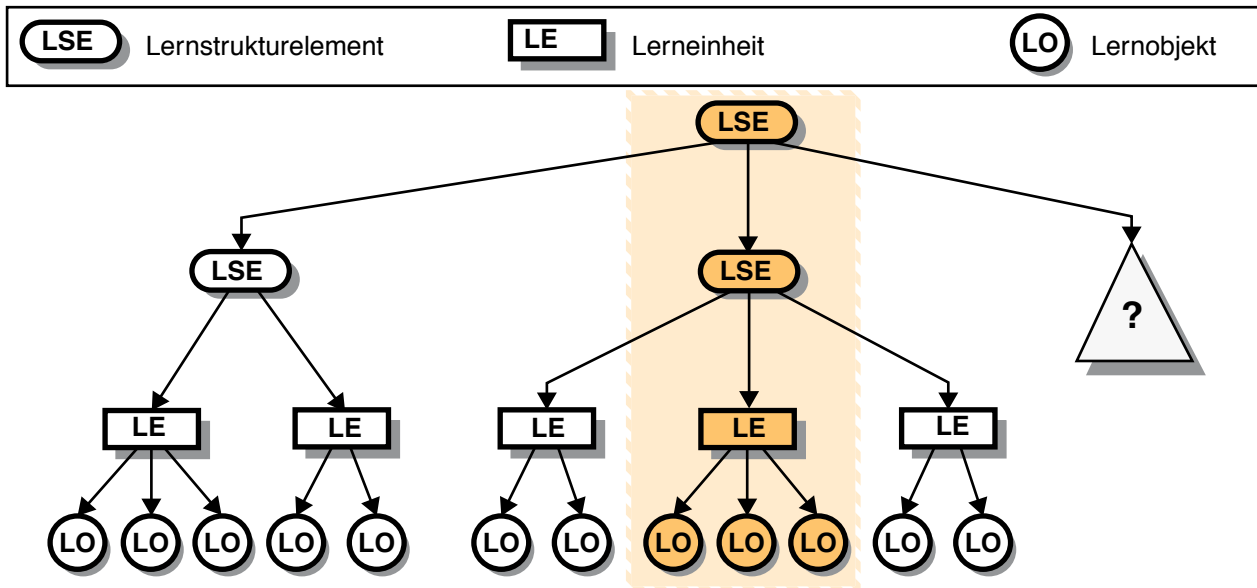 LSE Lernstrukturelement LE Lerneinheit LO Lernobjekt
LSE
LSE LSE ?
LE LE LE LE LE
LO LO LO LO LO LO LO LO LO LO LO LO